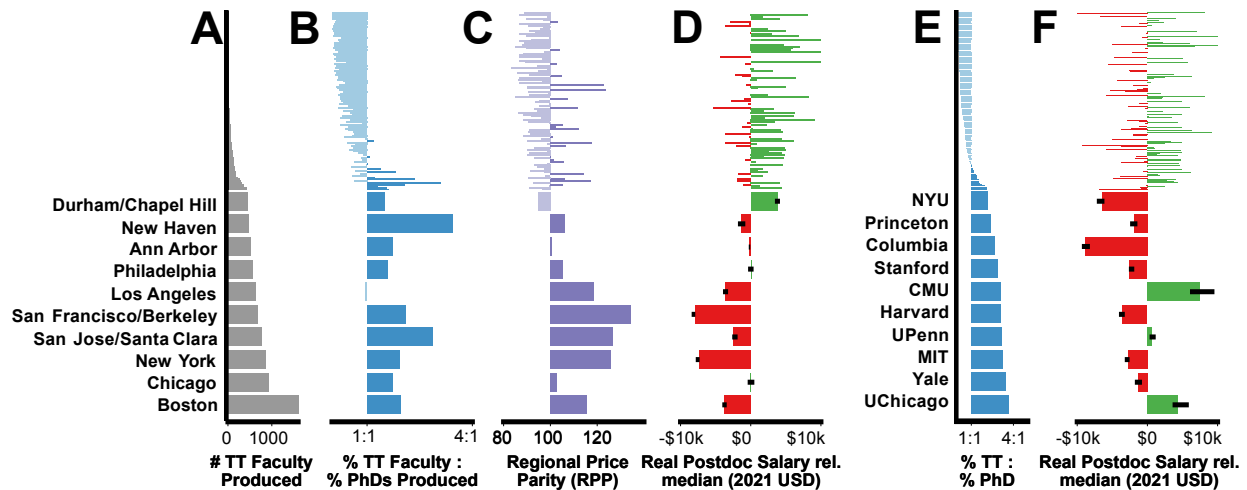 A B C D E F
Durham/Chapel Hill
New Haven
Ann Arbor
Philadelphia
Los Angeles
San Francisco/Berkeley
San Jose/Santa Clara
New York
Chicago
Boston
NYU
Princeton
Columbia
Stanford
CMU
Harvard
UPenn
MIT
Yale
UChicago
0 1000
# TT Faculty
Produced
1:1 4:1
% TT Faculty :
% PhDs Produced
80 100 120
Regional Price
Parity (RPP)
-$10k $0 $10k
Real Postdoc Salary rel.
median (2021 USD)
1:1 4:1
% TT :
% PhD
-$10k $0 $10k
Real Postdoc Salary rel.
median (2021 USD)